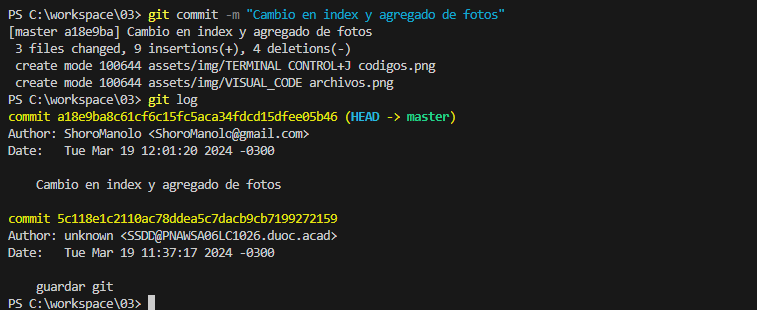 PS C:\workspace\03> git commit -m "Cambio en index y agregado de fotos"
[master a18e9ba] Cambio en index y agregado de fotos
 3 files changed, 9 insertions(+), 4 deletions(-)
 create mode 100644 assets/img/TERMINAL CONTROL+J codigos.png
 create mode 100644 assets/img/VISUAL_CODE archivos.png
PS C:\workspace\03> git log
commit a18e9ba8c61cf6c15fc5aca34fdcd15dfee05b46 (HEAD -> master)
Author: ShoroManolo <ShoroManolo@gmail.com>
Date:   Tue Mar 19 12:01:20 2024 -0300

    Cambio en index y agregado de fotos

commit 5c118e1c2110ac78ddea5c7dacb9cb7199272159
Author: unknown <SSDD@PNAWSA06LC1026.duoc.acad>
Date:   Tue Mar 19 11:37:17 2024 -0300

    guardar git
PS C:\workspace\03>